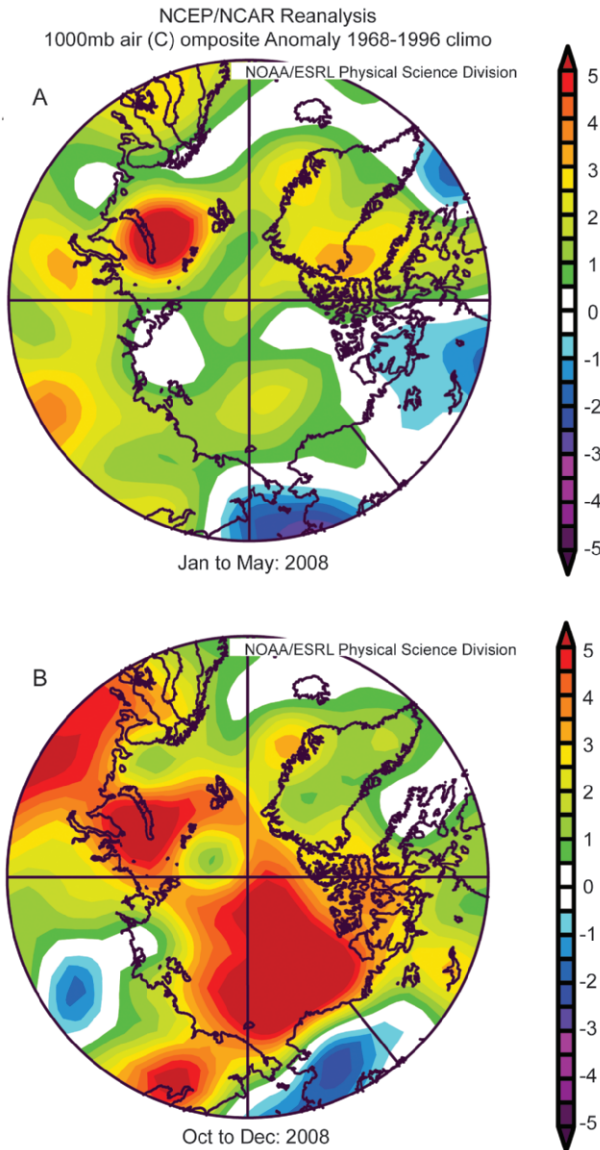 NCEP/NCAR Reanalysis
1000mb air (C) omposite Anomaly 1968-1996 climo
NOAA/ESRL Physical Science Division
A
5
4
3
2
1
0
-1
-2
-3
-4
-5
Jan to May: 2008
NOAA/ESRL Physical Science Division
B
5
4
3
2
1
0
-1
-2
-3
-4
-5
Oct to Dec: 2008